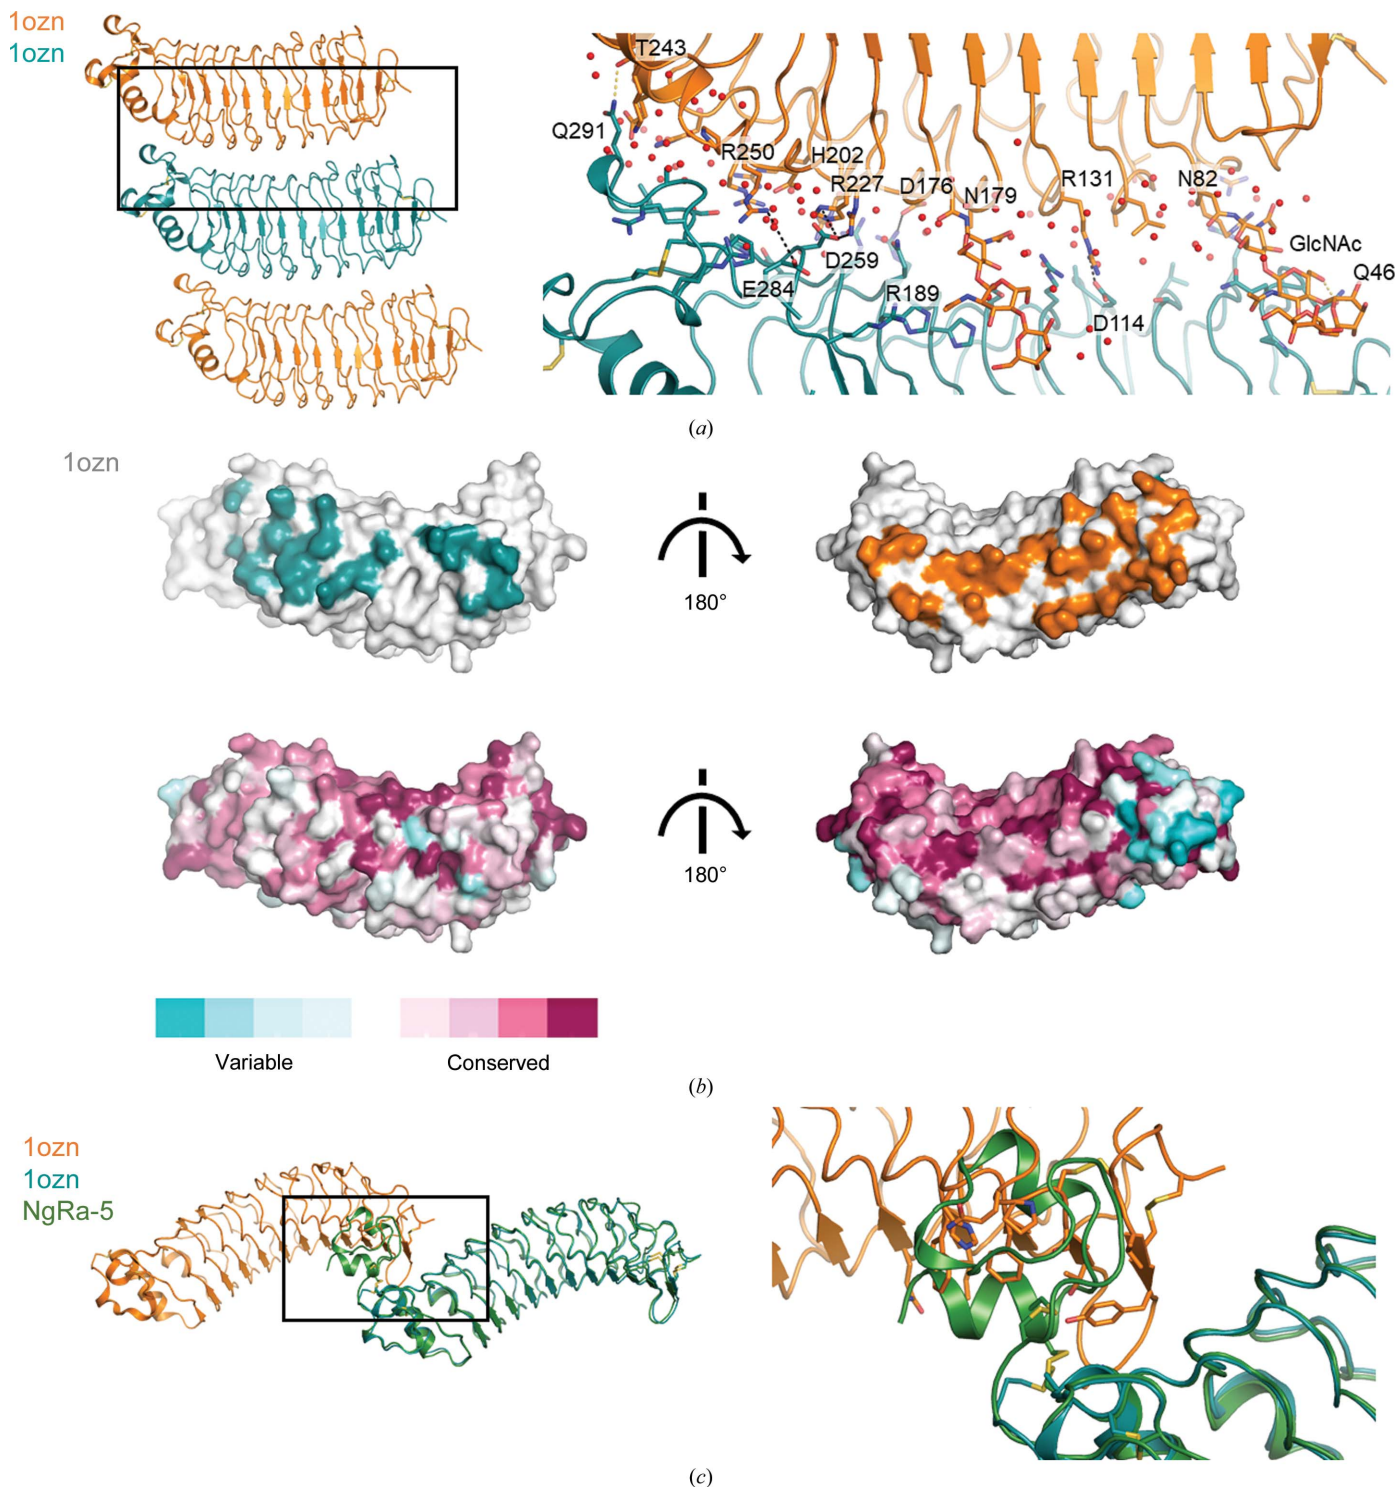 1ozn
1ozn
T243
Q291
R250
H202
R227
D176
N179
R131
N82
GlcNAc
Q46
D259
E284
R189
D114
(a)
1ozn
180°
180°
Variable
Conserved
(b)
1ozn
1ozn
NgRa-5
(c)